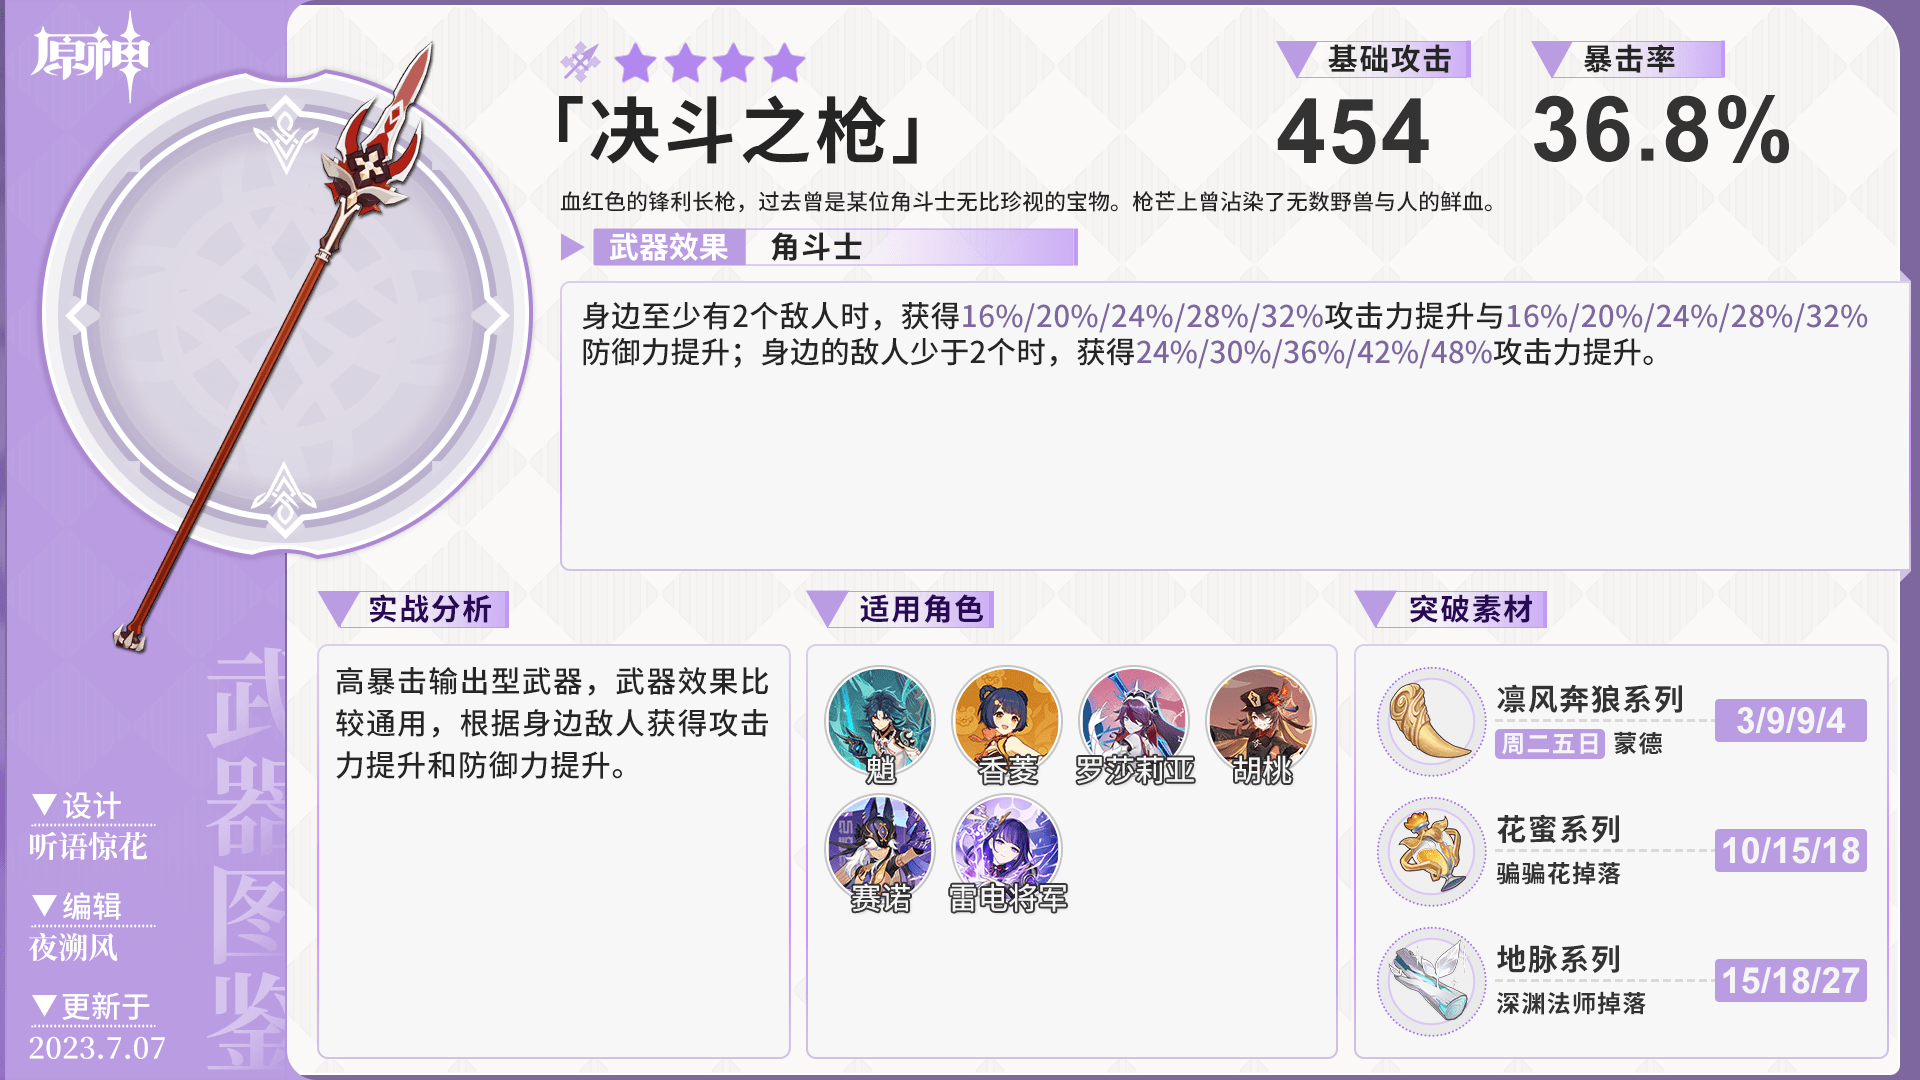 原神
「决斗之枪」
基础攻击
454
暴击率
36.8%
血红色的锋利长枪，过去曾是某位角斗士无比珍视的宝物。枪芒上曾沾染了无数野兽与人的鲜血。
武器效果
角斗士
身边至少有2个敌人时，获得16%/20%/24%/28%/32%攻击力提升与16%/20%/24%/28%/32%
防御力提升；身边的敌人少于2个时，获得24%/30%/36%/42%/48%攻击力提升。
实战分析
高暴击输出型武器，武器效果比
较通用，根据身边敌人获得攻击
力提升和防御力提升。
适用角色
魈
香菱
罗莎莉亚
胡桃
赛诺
雷电将军
突破素材
凛风奔狼系列
周二五日 蒙德
3/9/9/4
花蜜系列
骗骗花掉落
10/15/18
地脉系列
深渊法师掉落
15/18/27
武器图鉴
▼设计
听语惊花
▼编辑
夜溯风
▼更新于
2023.7.07